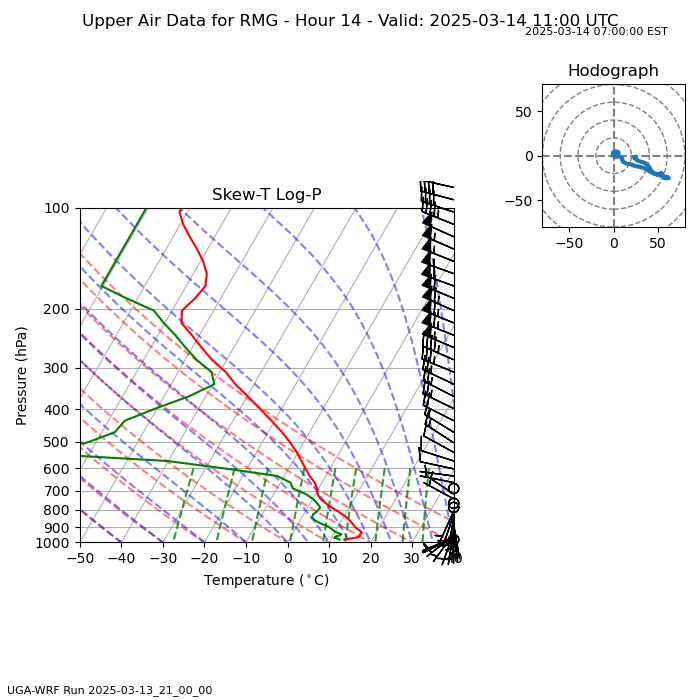 Upper Air Data for RMG - Hour 14 - Valid: 2025-03-14 11:00 UTC
2025-03-14 07:00:00 EST
Hodograph
50
0
−50
−50 0 50
Skew-T Log-P
100
200
300
400
500
600
700
800
900
1000
Pressure (hPa)
−50 −40 −30 −20 −10 0 10 20 30
Temperature (°C)
UGA-WRF Run 2025-03-13_21_00_00